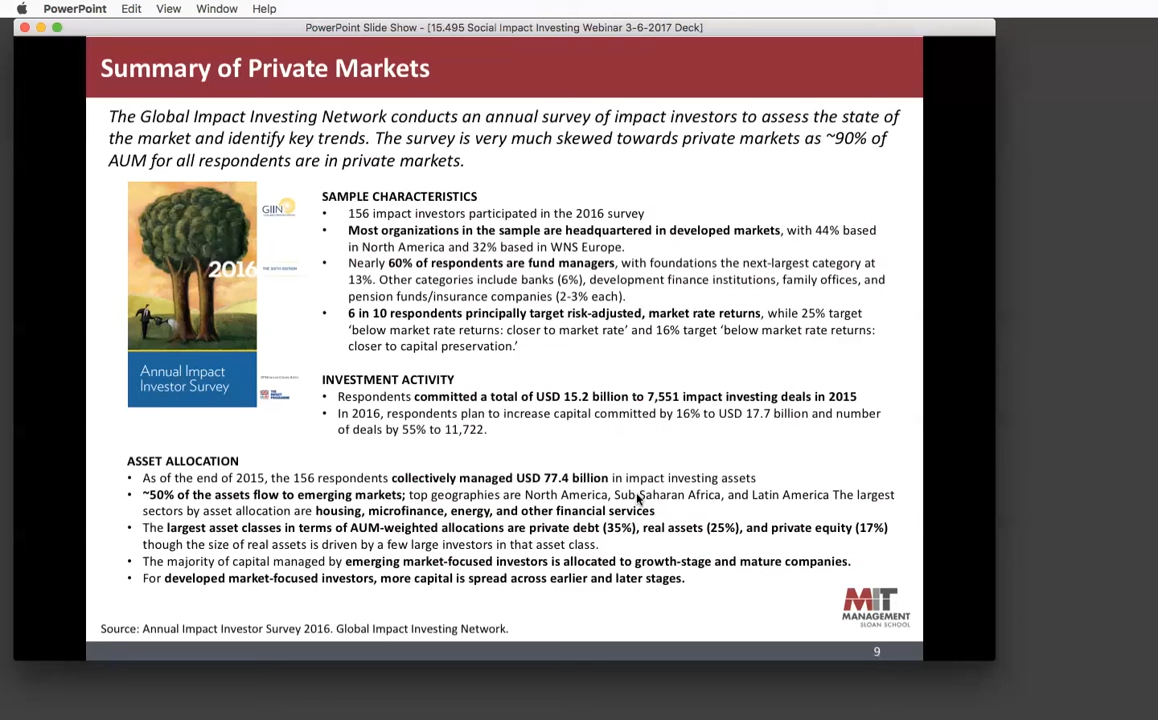 PowerPoint Edit View Window Help
PowerPoint Slide Show - [15.495 Social Impact Investing Webinar 3-6-2017 Deck]
Summary of Private Markets
The Global Impact Investing Network conducts an annual survey of impact investors to assess the state of
the market and identify key trends. The survey is very much skewed towards private markets as ~90% of
AUM for all respondents are in private markets.
GIIN
2016
Annual Impact
Investor Survey
SAMPLE CHARACTERISTICS
• 156 impact investors participated in the 2016 survey
• Most organizations in the sample are headquartered in developed markets, with 44% based
in North America and 32% based in WNS Europe.
• Nearly 60% of respondents are fund managers, with foundations the next-largest category at
13%. Other categories include banks (6%), development finance institutions, family offices, and
pension funds/insurance companies (2-3% each).
• 6 in 10 respondents principally target risk-adjusted, market rate returns, while 25% target
‘below market rate returns: closer to market rate’ and 16% target ‘below market rate returns:
closer to capital preservation.’
INVESTMENT ACTIVITY
• Respondents committed a total of USD 15.2 billion to 7,551 impact investing deals in 2015
• In 2016, respondents plan to increase capital committed by 16% to USD 17.7 billion and number
of deals by 55% to 11,722.
ASSET ALLOCATION
• As of the end of 2015, the 156 respondents collectively managed USD 77.4 billion in impact investing assets
• ~50% of the assets flow to emerging markets; top geographies are North America, Sub Saharan Africa, and Latin America The largest
sectors by asset allocation are housing, microfinance, energy, and other financial services
• The largest asset classes in terms of AUM-weighted allocations are private debt (35%), real assets (25%), and private equity (17%)
though the size of real assets is driven by a few large investors in that asset class.
• The majority of capital managed by emerging market-focused investors is allocated to growth-stage and mature companies.
• For developed market-focused investors, more capital is spread across earlier and later stages.
MIT
MANAGEMENT
SLOAN SCHOOL
Source: Annual Impact Investor Survey 2016. Global Impact Investing Network.
9